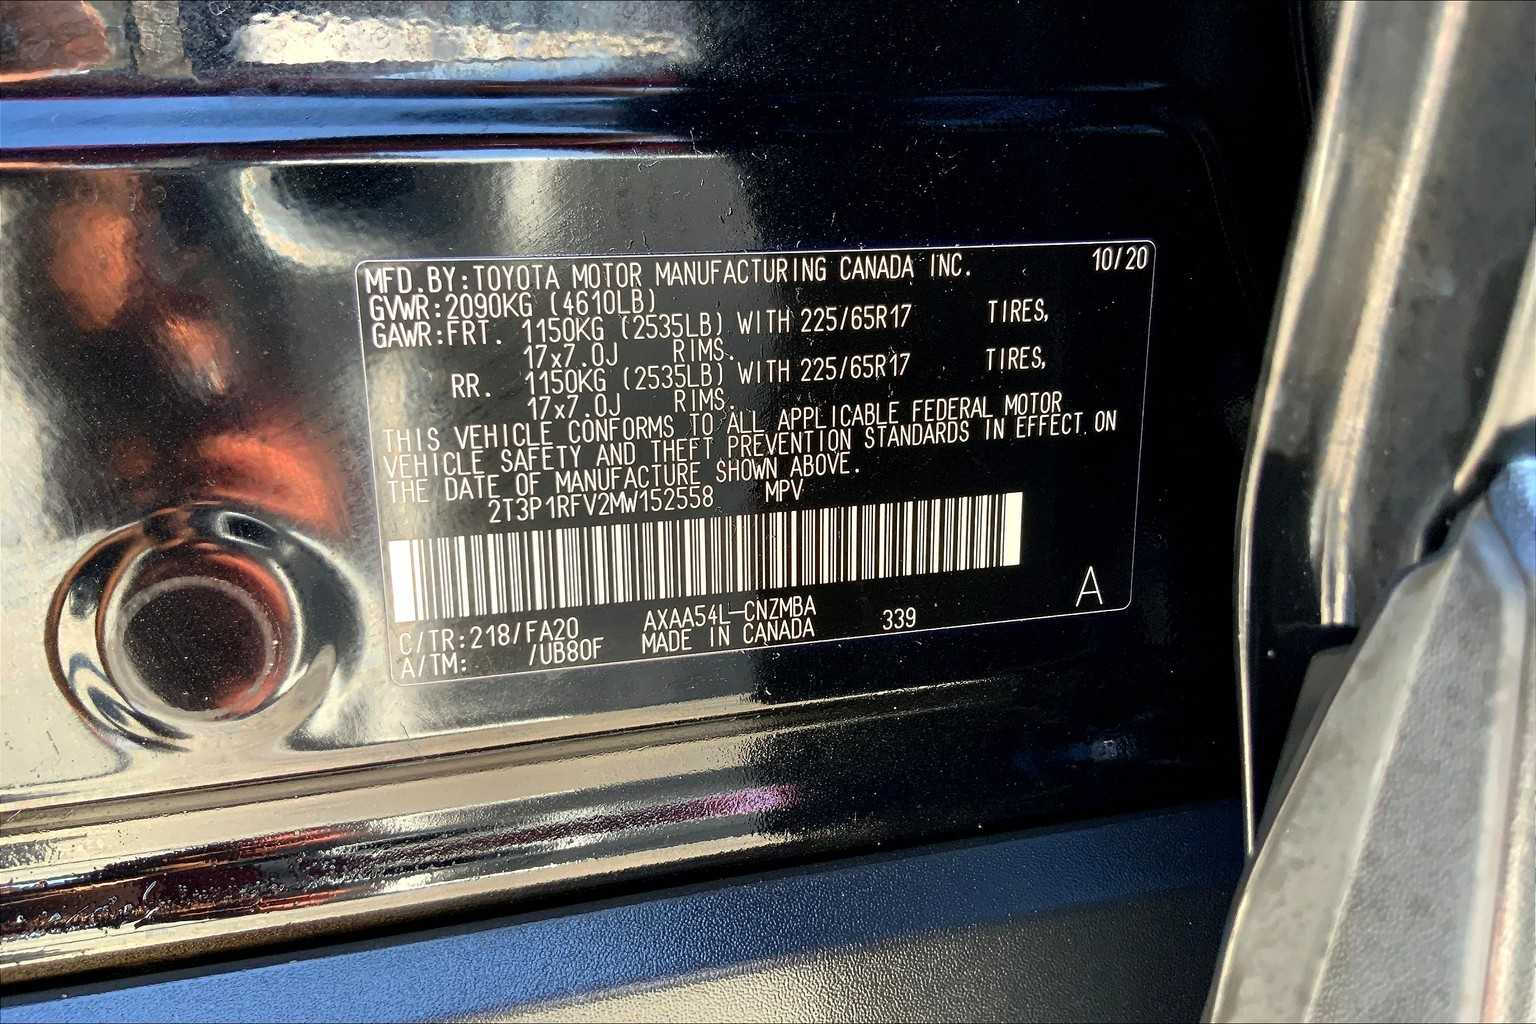 MFD. BY: TOYOTA MOTOR MANUFACTURING CANADA INC. 10/20
GVWR: 2090KG (4610LB)
GAWR: FRT. 1150KG (2535LB) WITH 225/65R17 TIRES,
17x7.0J RIMS.
RR. 1150KG (2535LB) WITH 225/65R17 TIRES,
17x7.0J RIMS.
THIS VEHICLE CONFORMS TO ALL APPLICABLE FEDERAL MOTOR
VEHICLE SAFETY AND THEFT PREVENTION STANDARDS IN EFFECT ON
THE DATE OF MANUFACTURE SHOWN ABOVE.
2T3P1RFV2MW152558 MPV
A
C/TR: 218/FA20 AXAA54L-CNZMBA 339
A/TM: /UB80F MADE IN CANADA